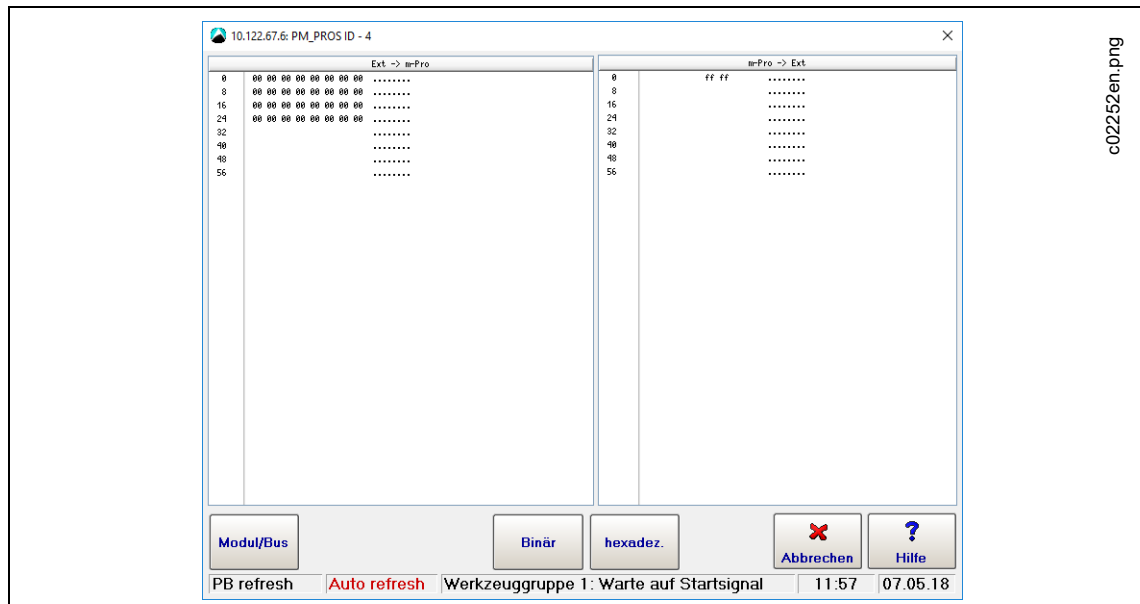 10.122.67.6: PM_PROS ID - 4
Ext -> m-Pro
0 00 00 00 00 00 00 00 00 ........
8 00 00 00 00 00 00 00 00 ........
16 00 00 00 00 00 00 00 00 ........
24 00 00 00 00 00 00 00 00 ........
32 ........
40 ........
48 ........
56 ........
m-Pro -> Ext
0 ff ff ........
8 ........
16 ........
24 ........
32 ........
40 ........
48 ........
56 ........
Modul/Bus
Binär
hexadez.
Abbrechen
? Hilfe
PB refresh Auto refresh Werkzeuggruppe 1: Warte auf Startsignal 11:57 07.05.18
c02252en.png